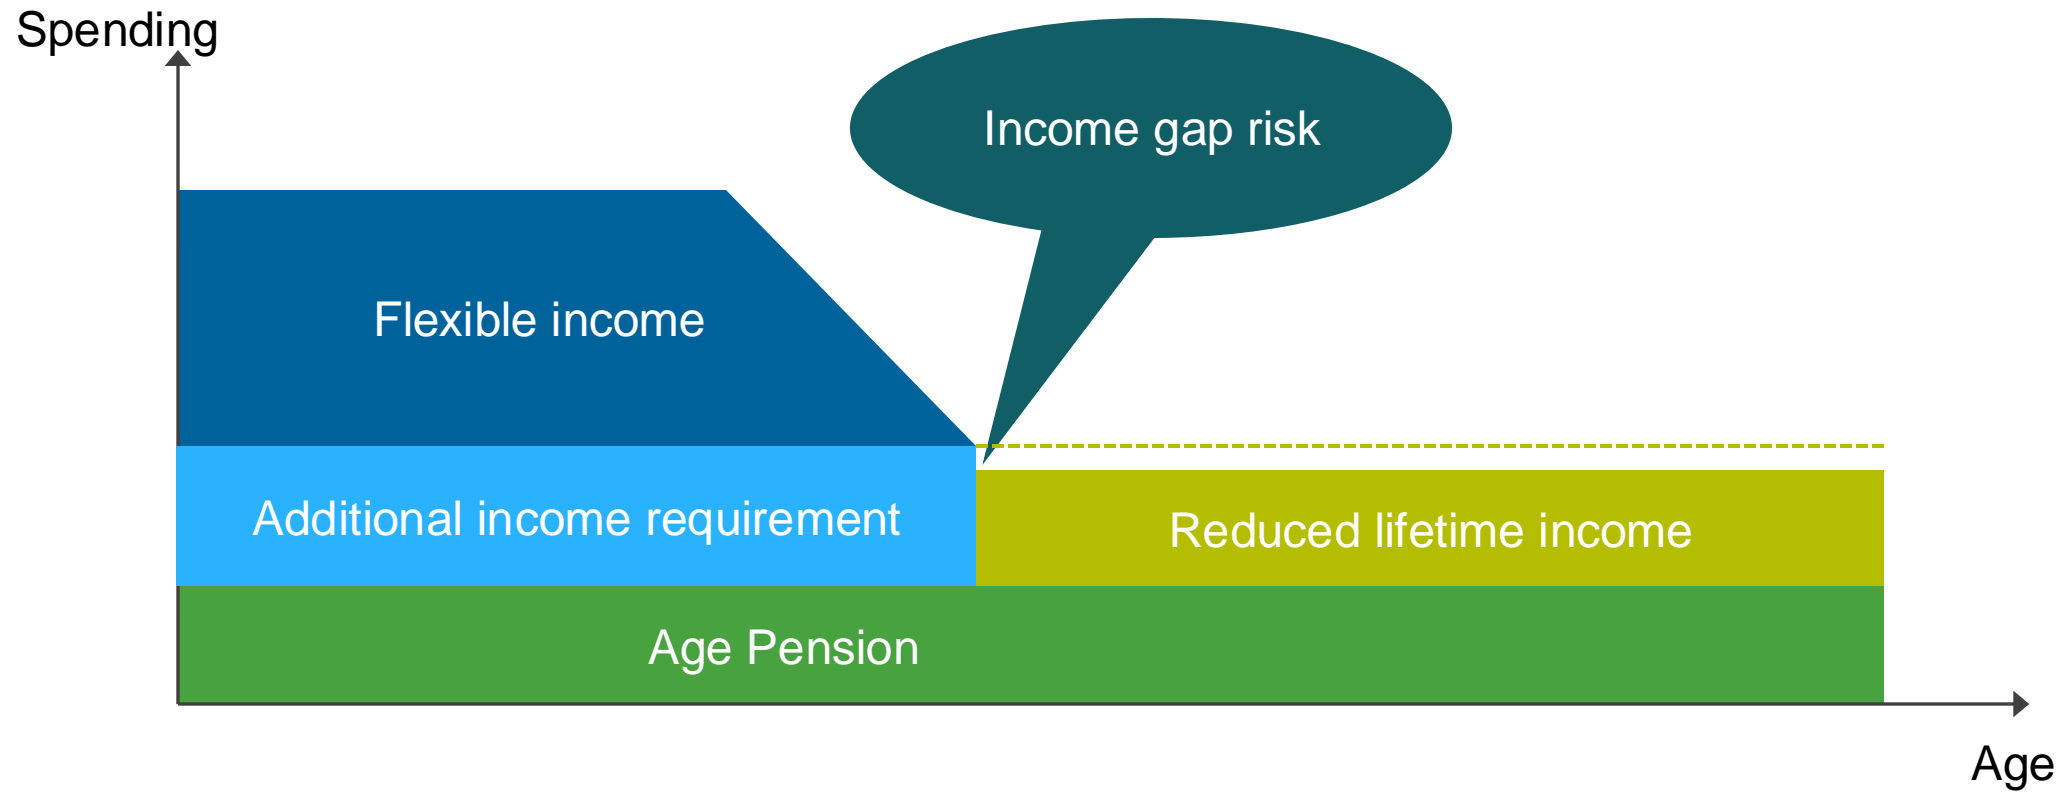 Spending
Income gap risk
Flexible income
Additional income requirement
Reduced lifetime income
Age Pension
Age